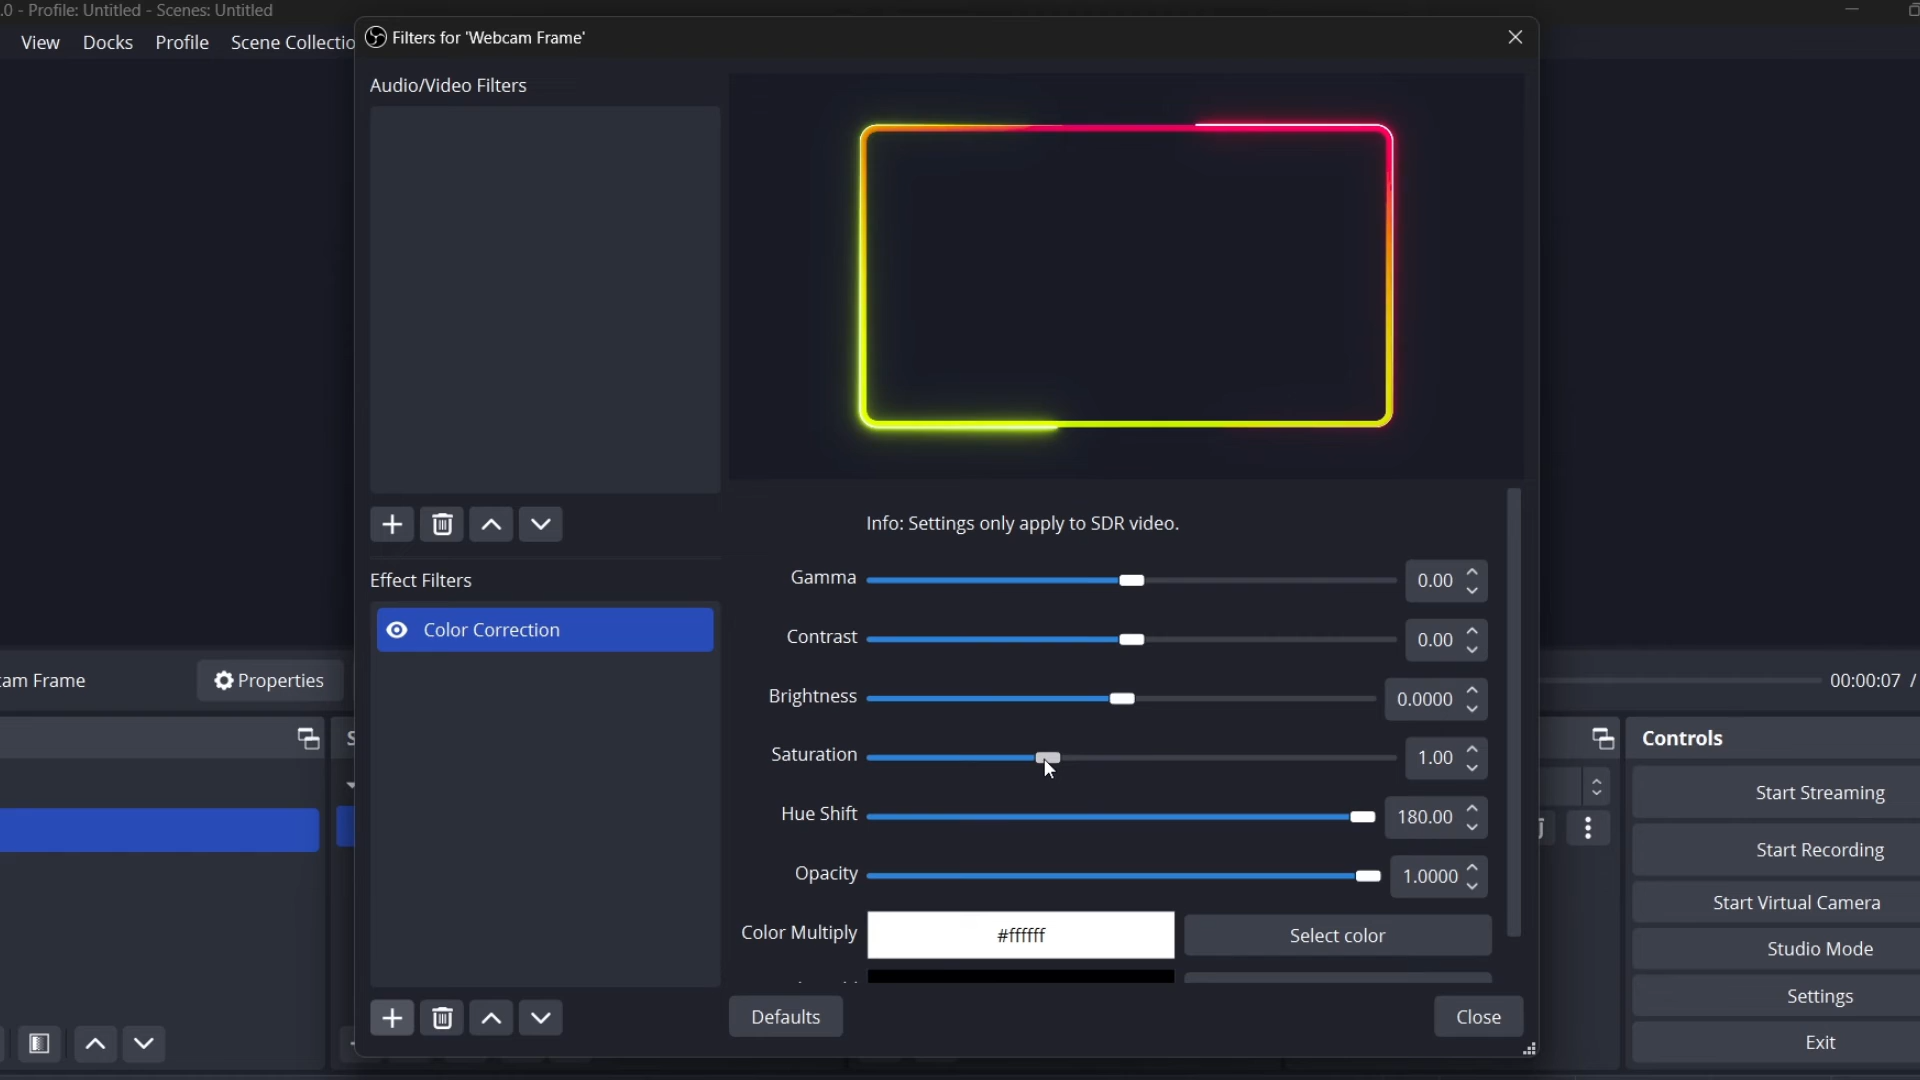 .0 - Profile: Untitled - Scenes: Untitled
View Docks Profile Scene Collectio
Filters for 'Webcam Frame'
Audio/Video Filters
Effect Filters
Color Correction
Info: Settings only apply to SDR video.
Gamma 0.00
Contrast 0.00
Brightness 0.0000
Saturation 1.00
Hue Shift 180.00
Opacity 1.0000
Color Multiply #ffffff Select color
Defaults Close
cam Frame Properties
00:00:07 /
S
Controls
Start Streaming
Start Recording
Start Virtual Camera
Studio Mode
Settings
Exit